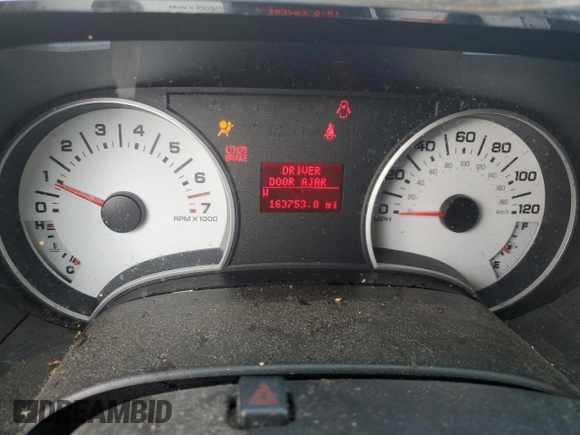 1 2 3 4 5 6 7 0
RPM X 1000
H
C
BRAKE
DRIVER
DOOR AJAR
W
163753.0 mi
0 20 40 60 80 100 120
MPH
km/h
F
E
DREAMBID